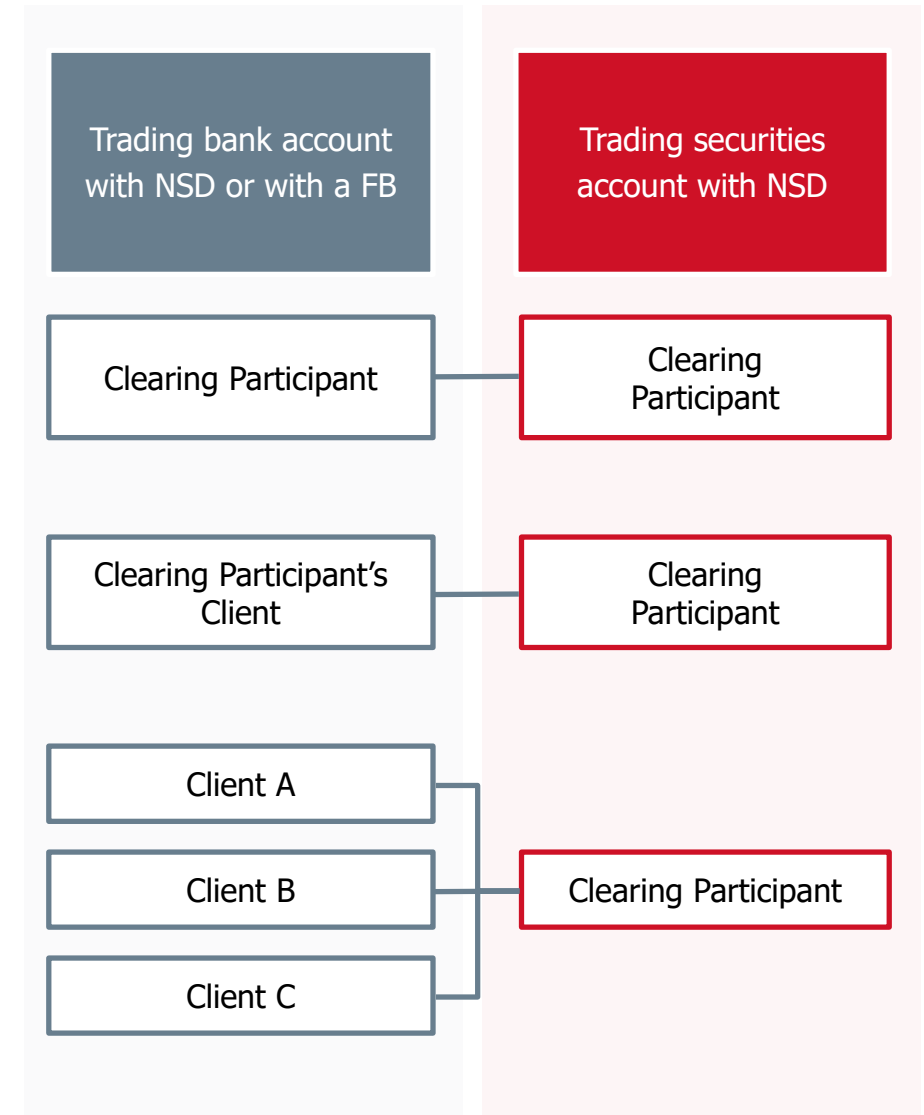 Trading bank account
with NSD or with a FB
Trading securities
account with NSD
Clearing Participant
Clearing
Participant
Clearing Participant's
Client
Clearing
Participant
Client A
Client B
Clearing Participant
Client C